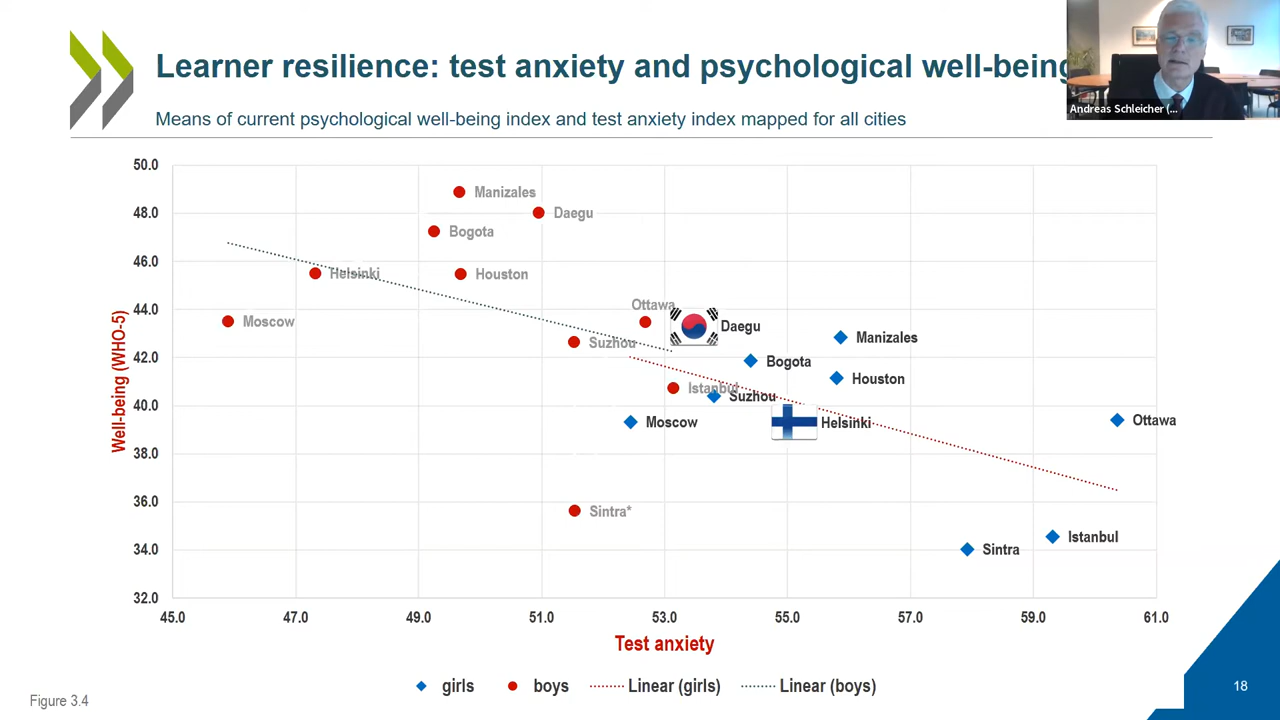 Learner resilience: test anxiety and psychological well-being
Andreas Schleicher (...
Means of current psychological well-being index and test anxiety index mapped for all cities
50.0
48.0
46.0
44.0
42.0
40.0
38.0
36.0
34.0
32.0
Well-being (WHO-5)
Manizales
Daegu
Bogota
Helsinki
Houston
Moscow
Ottawa
Suzhou
Istanbul
Sintra*
Daegu
Manizales
Bogota
Houston
Suzhou
Moscow
Helsinki
Ottawa
Istanbul
Sintra
45.0 47.0 49.0 51.0 53.0 55.0 57.0 59.0 61.0
Test anxiety
girls boys Linear (girls) Linear (boys)
Figure 3.4
18